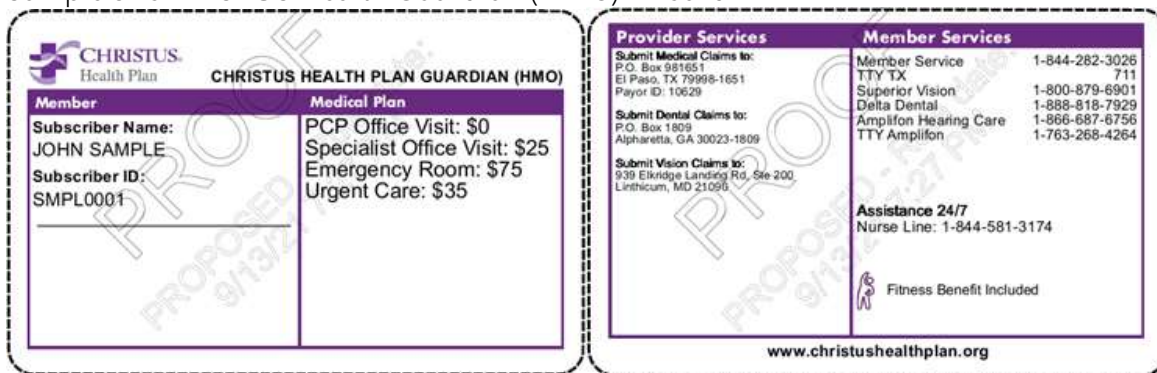 CHRISTUS.
Health Plan
CHRISTUS HEALTH PLAN GUARDIAN (HMO)
Member
Medical Plan
Subscriber Name:
JOHN SAMPLE
Subscriber ID:
SMPL0001
PCP Office Visit: $0
Specialist Office Visit: $25
Emergency Room: $75
Urgent Care: $35
PROOF
PROPOSED
9/13/21
Provider Services
Submit Medical Claims to:
P.O. Box 981651
El Paso, TX 79998-1651
Payor ID: 10629
Submit Dental Claims to:
P.O. Box 1809
Alpharetta, GA 30023-1809
Submit Vision Claims to:
939 Elkridge Landing Rd, Ste 200
Linthicum, MD 21090
Member Services
Member Service 1-844-282-3026
TTY TX 711
Superior Vision 1-800-879-6901
Delta Dental 1-888-818-7929
Amplifon Hearing Care 1-866-687-6756
TTY Amplifon 1-763-268-4264
Assistance 24/7
Nurse Line: 1-844-581-3174
Fitness Benefit Included
PROOF
PROPOSED
www.christushealthplan.org